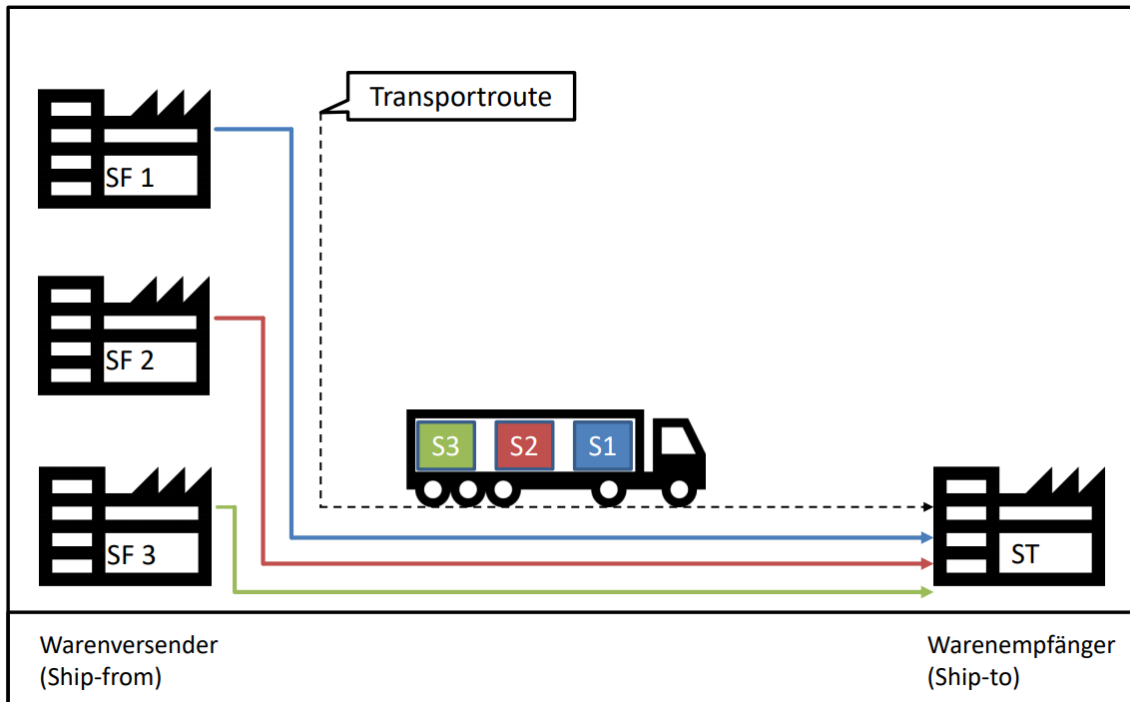 Transportroute
SF 1
SF 2
S3 S2 S1
SF 3
ST
Warenversender
(Ship-from)
Warenempfänger
(Ship-to)